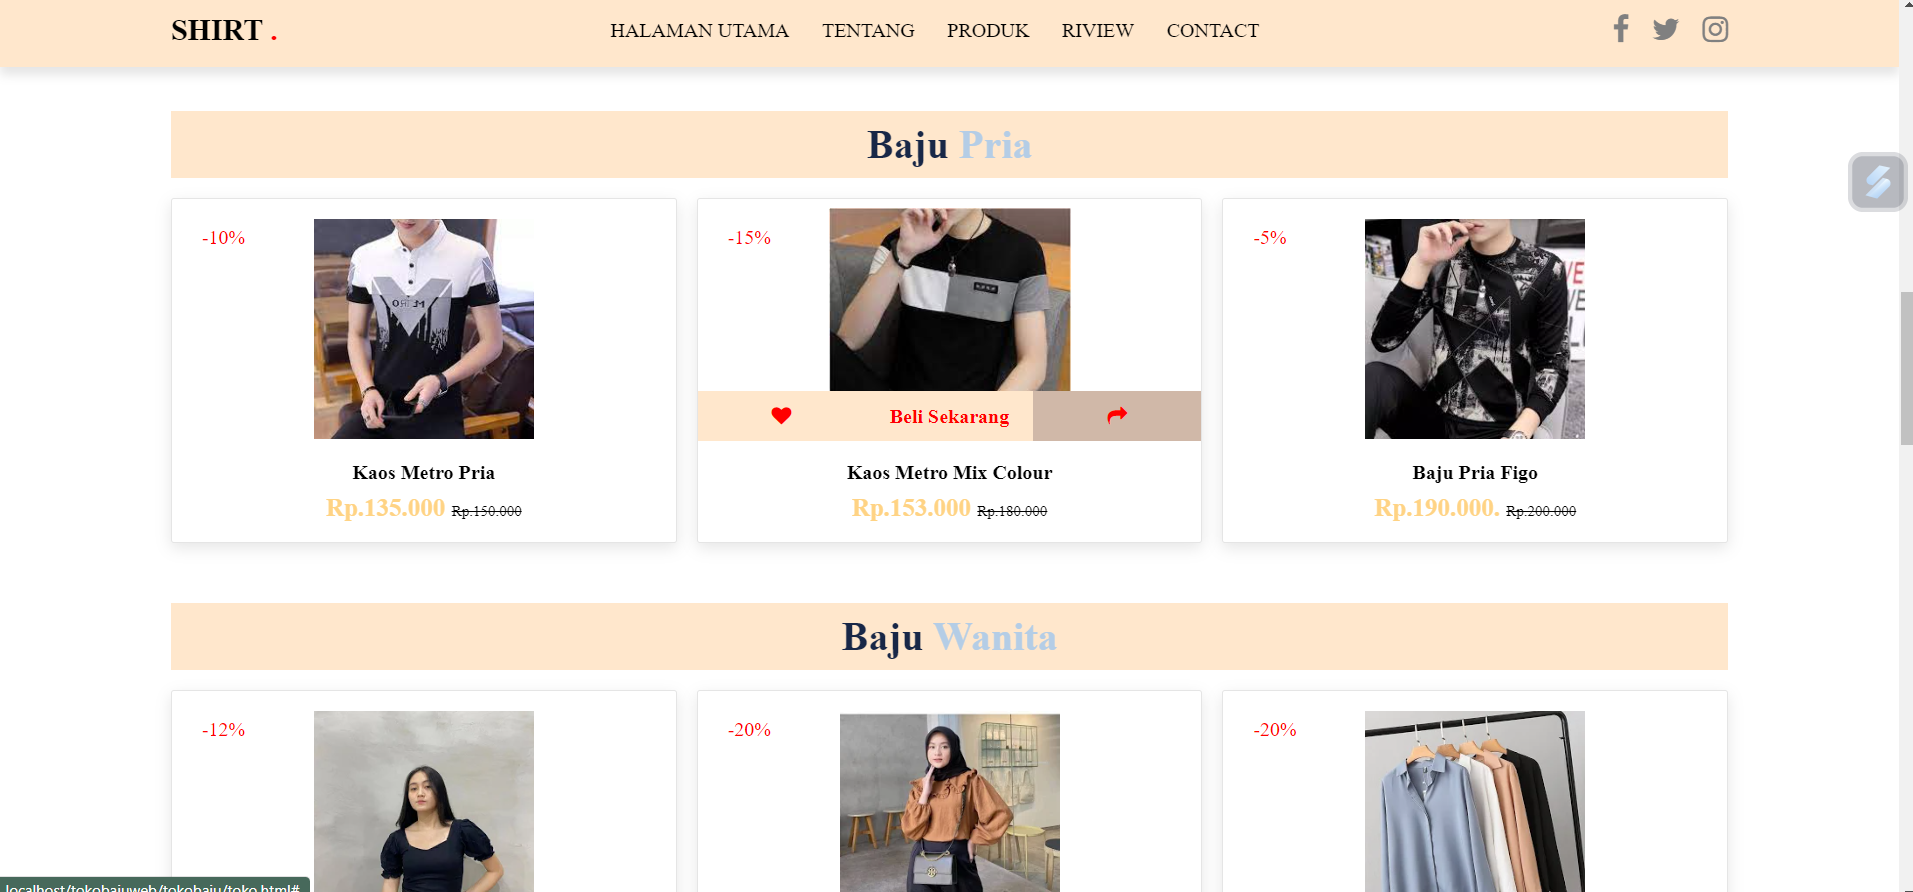 SHIRT .
HALAMAN UTAMA TENTANG PRODUK RIVIEW CONTACT
Baju Pria
-10%
-15%
-5%
METRO
Beli Sekarang
Kaos Metro Pria
Rp.135.000 Rp.150.000
Kaos Metro Mix Colour
Rp.153.000 Rp.180.000
Baju Pria Figo
Rp.190.000. Rp.200.000
Baju Wanita
-12%
-20%
-20%
localhost/tokobajuweb/tokobaju/toko.html#